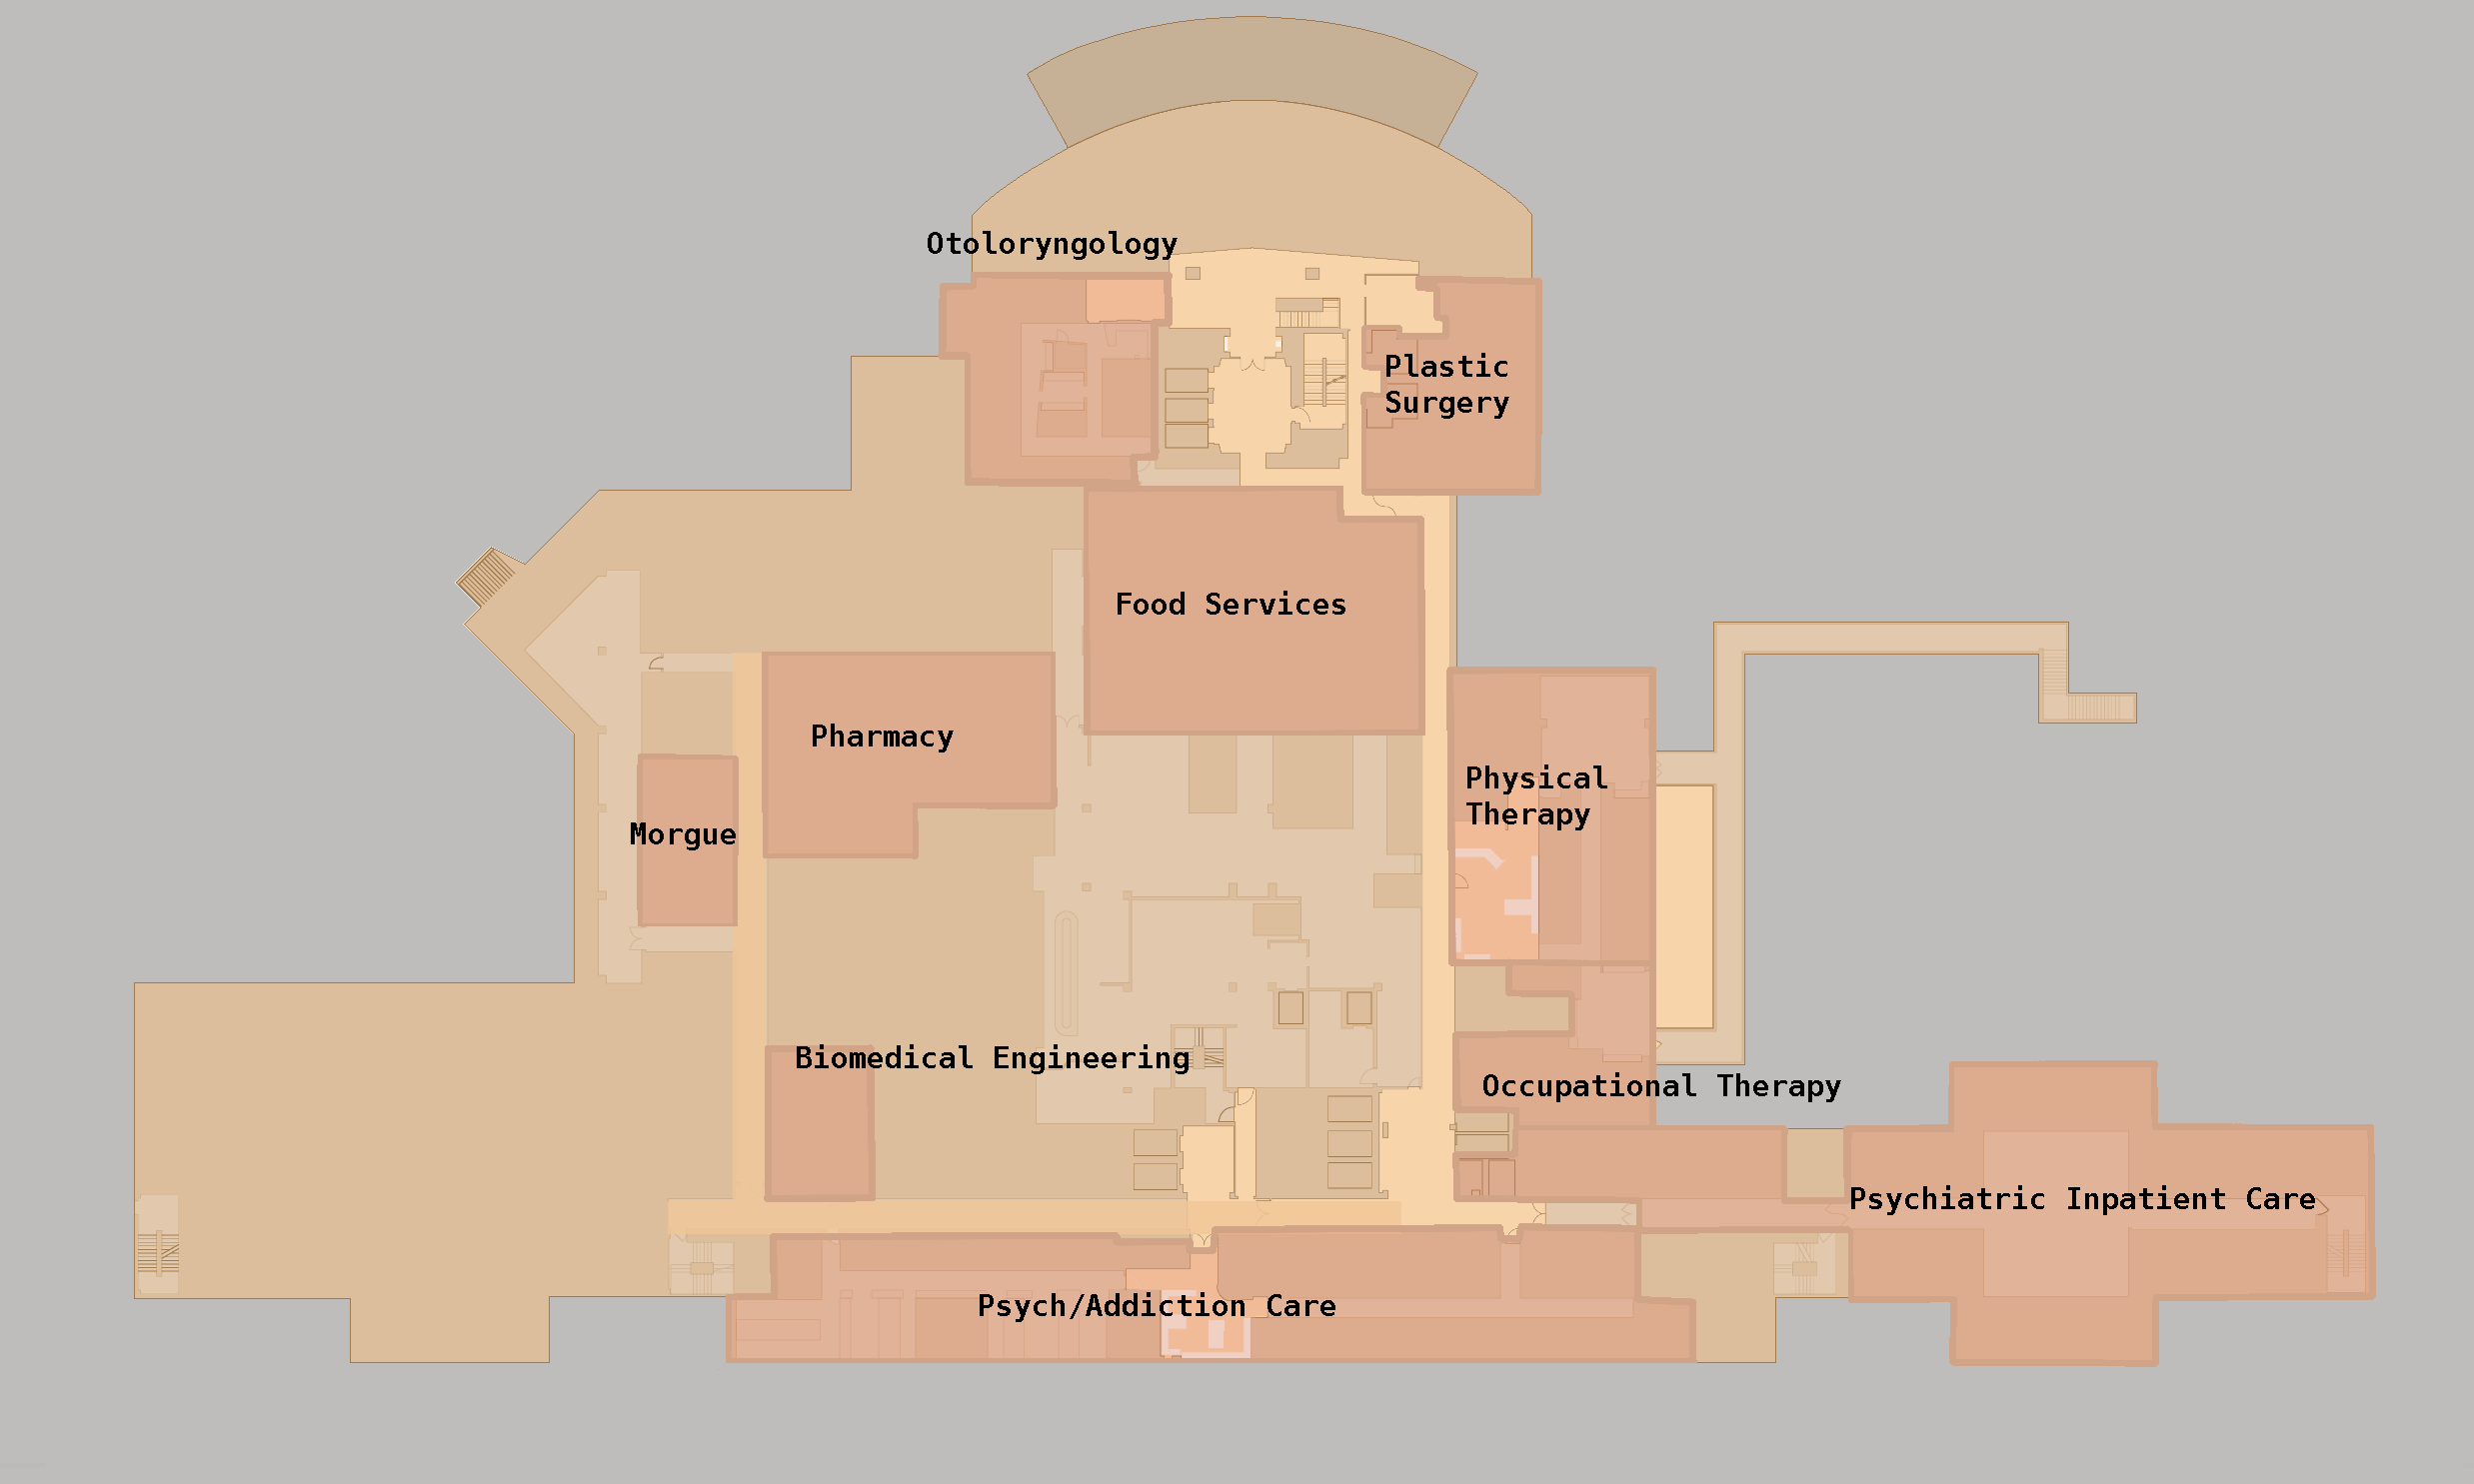 Otoloryngology
Plastic
Surgery
Food Services
Pharmacy
Physical
Therapy
Morgue
Biomedical Engineering
Occupational Therapy
Psychiatric Inpatient Care
Psych/Addiction Care